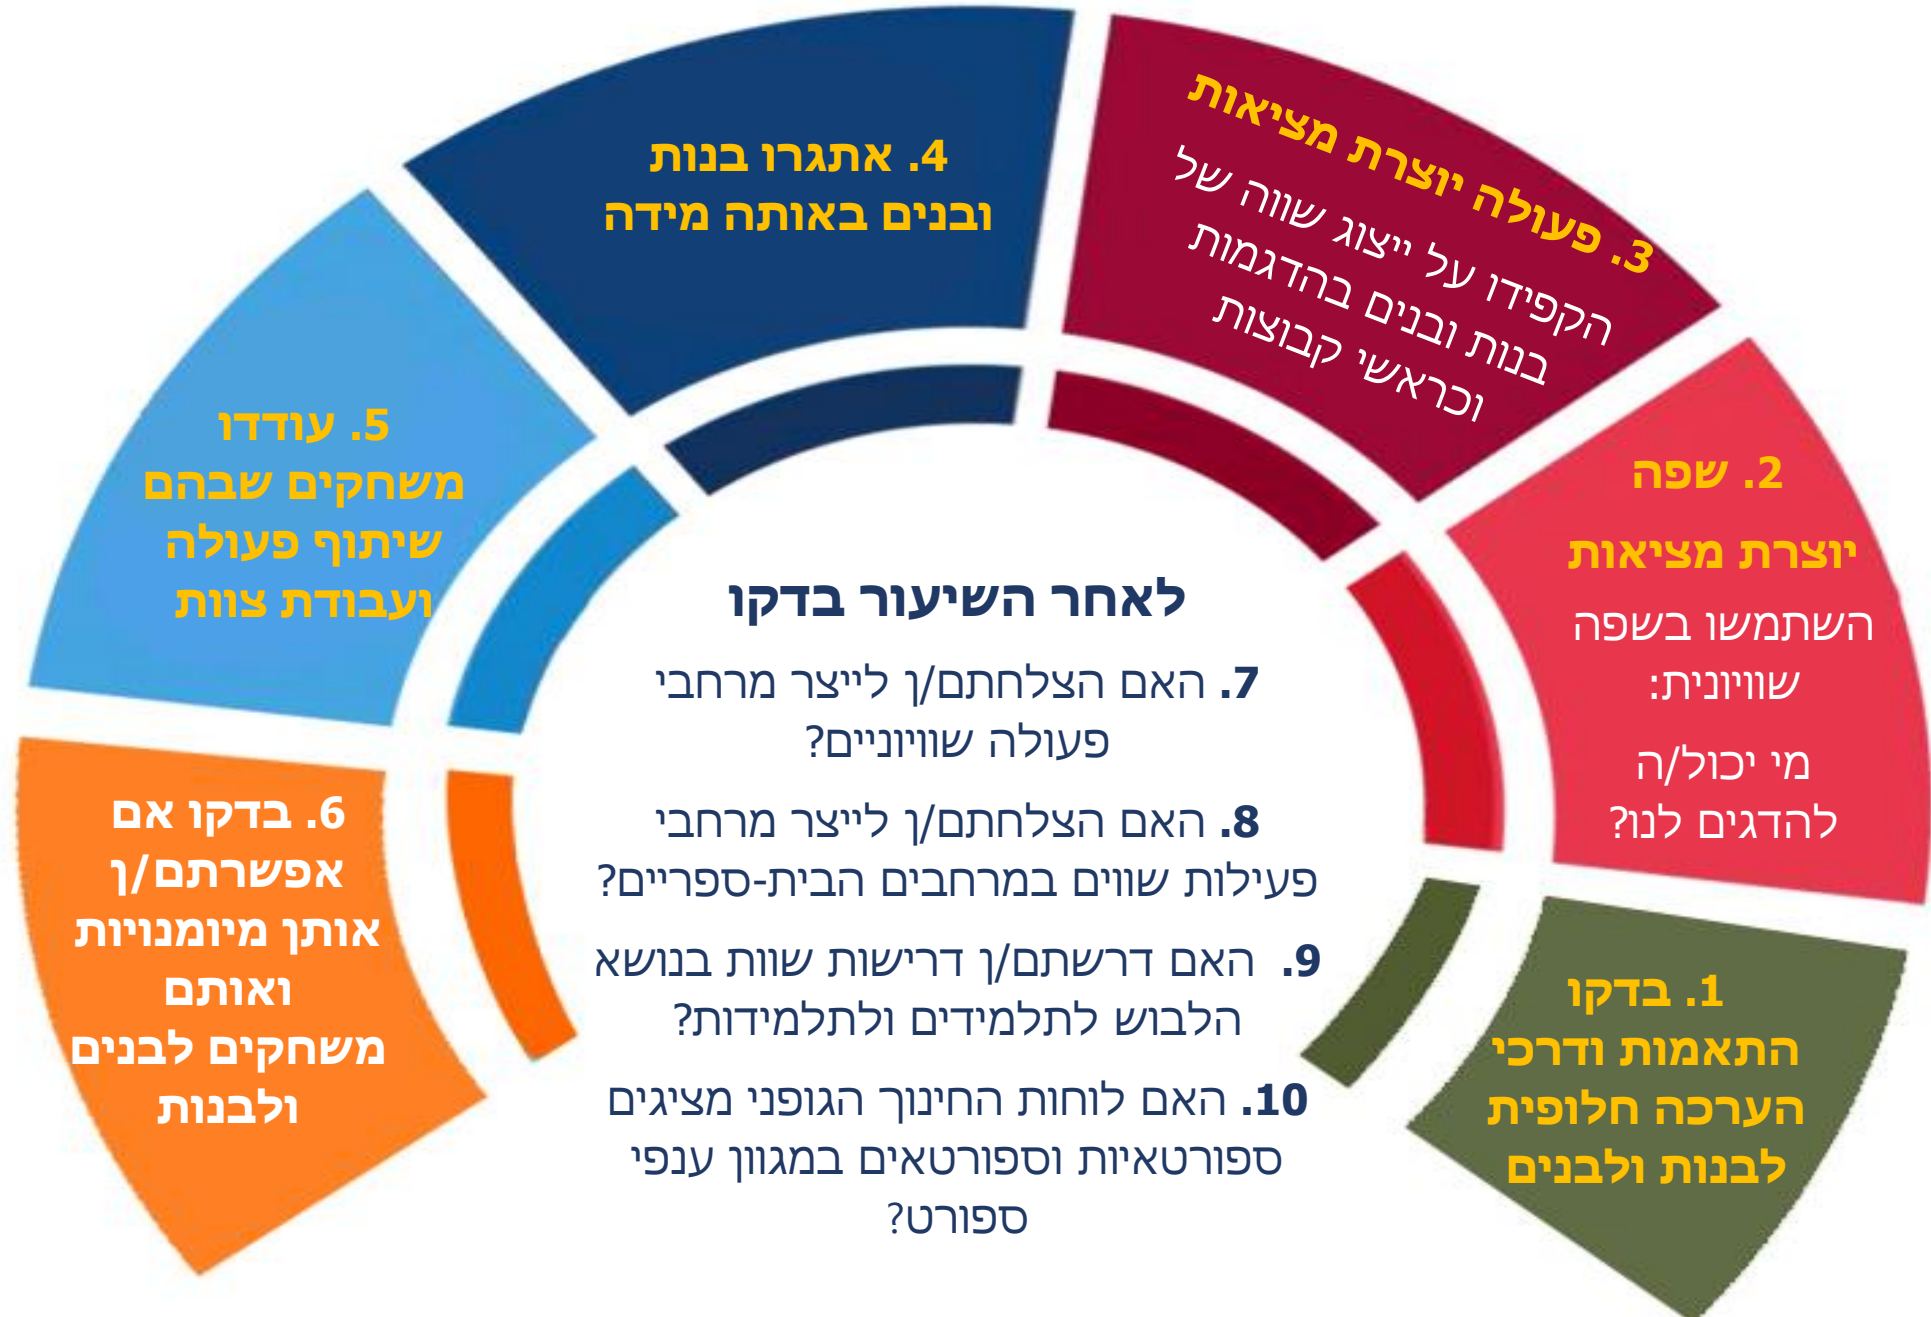 1. בדקו
התאמות ודרכי
הערכה חלופית
לבנות ולבנים
2. שפה
יוצרת מציאות
השתמשו בשפה
שוויונית:
מי יכול/ה
להדגים לנו?
3. פעולה יוצרת מציאות
הקפידו על ייצוג שווה של
בנות ובנים בהדגמות
וכראשי קבוצות
4. אתגרו בנות
ובנים באותה מידה
5. עודדו
משחקים שבהם
שיתוף פעולה
ועבודת צוות
6. בדקו אם
אפשרתם/ן
אותן מיומנויות
ואותם
משחקים לבנים
ולבנות
לאחר השיעור בדקו
7. האם הצלחתם/ן לייצר מרחבי
פעולה שוויוניים?
8. האם הצלחתם/ן לייצר מרחבי
פעילות שווים במרחבים הבית-ספריים?
9. האם דרשתם/ן דרישות שוות בנושא
הלבוש לתלמידים ולתלמידות?
10. האם לוחות החינוך הגופני מציגים
ספורטאיות וספורטאים במגוון ענפי
ספורט?